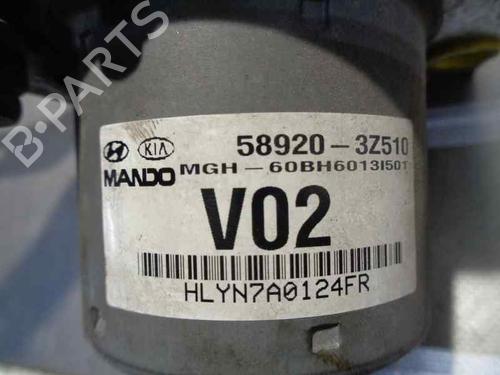 B-PARTS
KIA
58920-3Z510
MANDO MGH-60BH6013I501
V02
HLYN7A0124FR